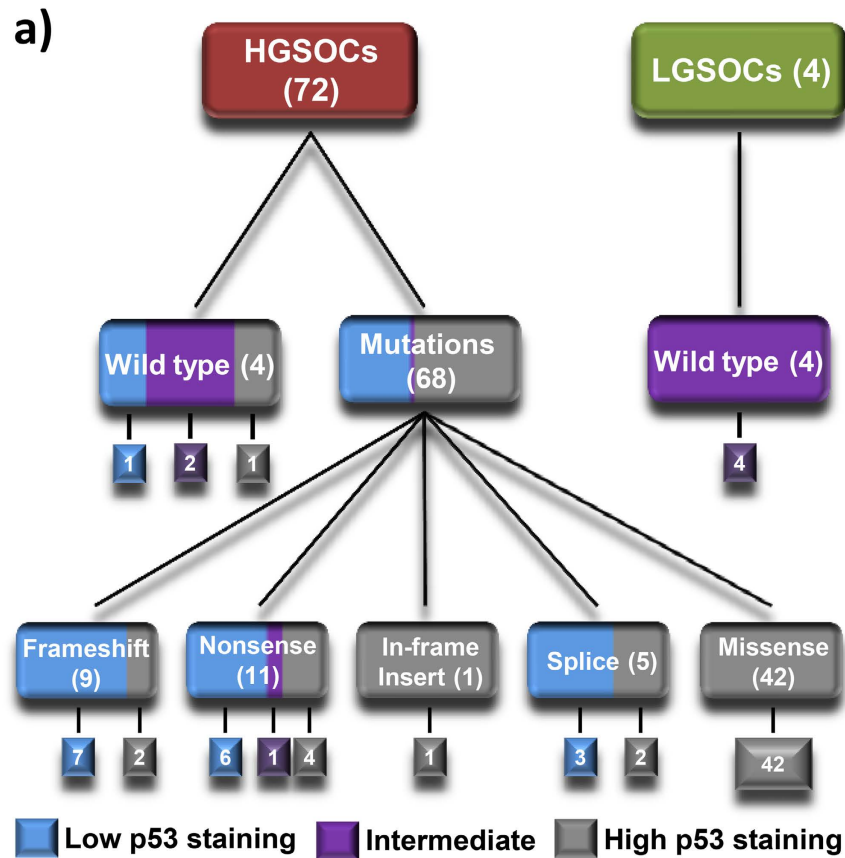 a)
HGSOCs
(72)
LGSOCs (4)
Wild type (4)
Mutations
(68)
Wild type (4)
1
2
1
4
Frameshift
(9)
Nonsense
(11)
In-frame
Insert (1)
Splice (5)
Missense
(42)
7
2
6
1
4
1
3
2
42
Low p53 staining
Intermediate
High p53 staining